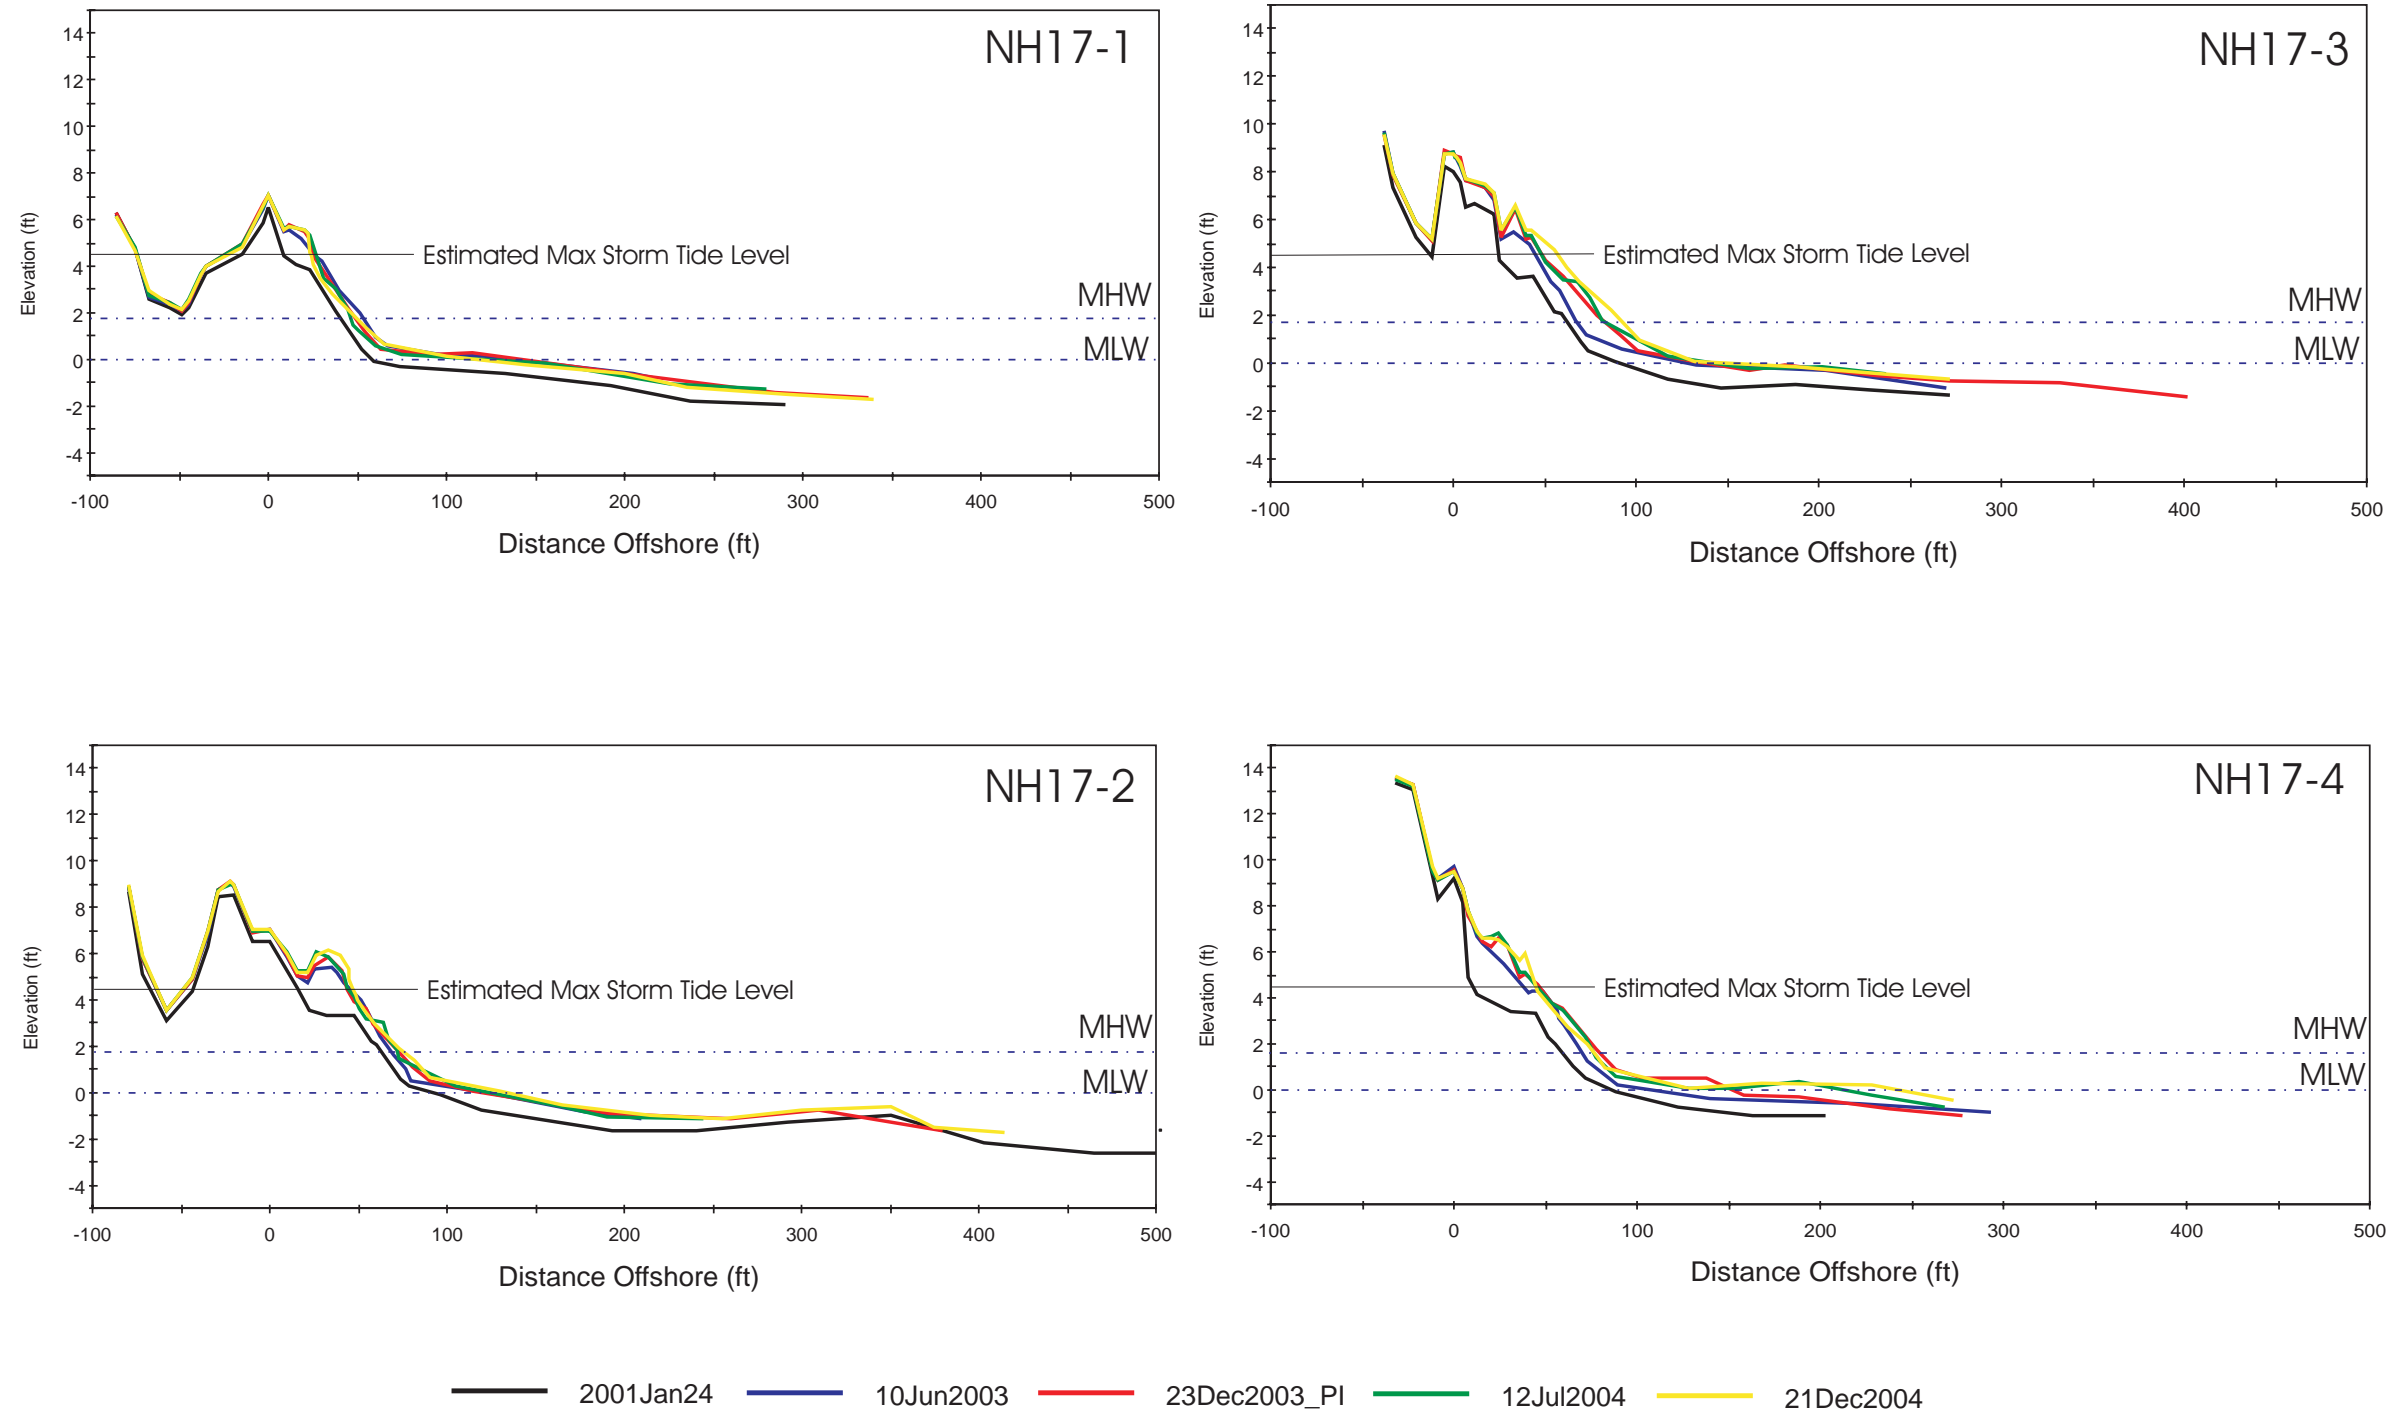 NH17-1
Elevation (ft)
14
12
10
8
6
4
2
0
-2
-4
Estimated Max Storm Tide Level
MHW
MLW
-100 0 100 200 300 400 500
Distance Offshore (ft)
NH17-3
Elevation (ft)
14
12
10
8
6
4
2
0
-2
-4
Estimated Max Storm Tide Level
MHW
MLW
-100 0 100 200 300 400 500
Distance Offshore (ft)
NH17-2
Elevation (ft)
14
12
10
8
6
4
2
0
-2
-4
Estimated Max Storm Tide Level
MHW
MLW
-100 0 100 200 300 400 500
Distance Offshore (ft)
NH17-4
Elevation (ft)
14
12
10
8
6
4
2
0
-2
-4
Estimated Max Storm Tide Level
MHW
MLW
-100 0 100 200 300 400 500
Distance Offshore (ft)
2001Jan24 10Jun2003 23Dec2003_PI 12Jul2004 21Dec2004